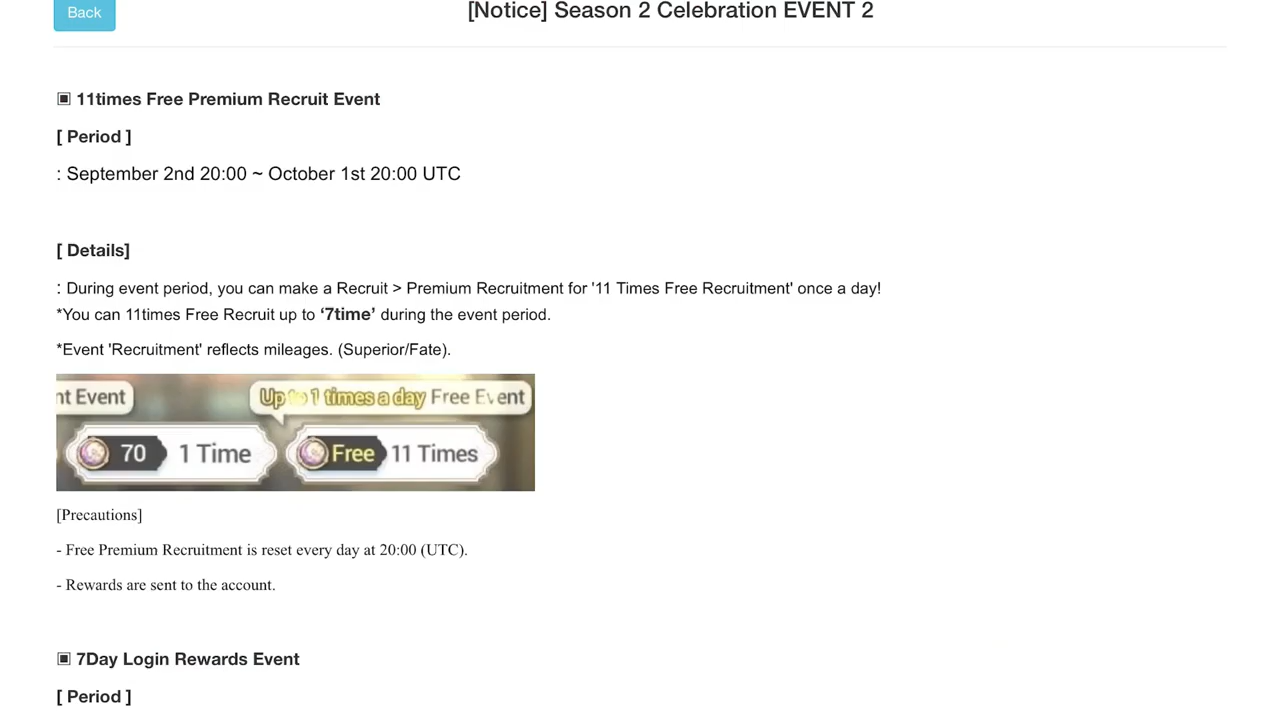 Back
[Notice] Season 2 Celebration EVENT 2
▣ 11times Free Premium Recruit Event
[ Period ]
: September 2nd 20:00 ~ October 1st 20:00 UTC
[ Details]
: During event period, you can make a Recruit > Premium Recruitment for '11 Times Free Recruitment' once a day!
*You can 11times Free Recruit up to ‘7time’ during the event period.
*Event 'Recruitment' reflects mileages. (Superior/Fate).
nt Event
Up to 1 times a day Free Event
70 1 Time
Free 11 Times
[Precautions]
- Free Premium Recruitment is reset every day at 20:00 (UTC).
- Rewards are sent to the account.
▣ 7Day Login Rewards Event
[ Period ]